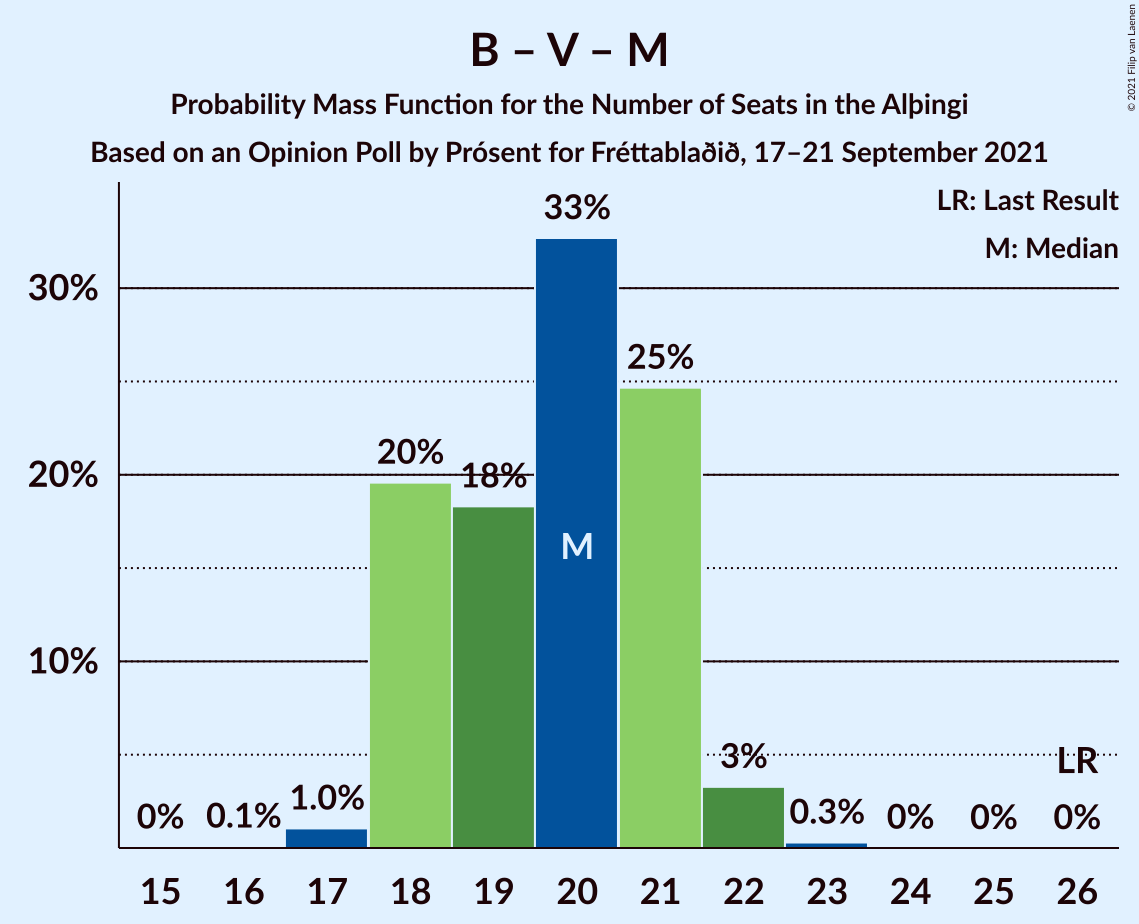 B – V – M
Probability Mass Function for the Number of Seats in the Alþingi
Based on an Opinion Poll by Prósent for Fréttablaðið, 17–21 September 2021
© 2021 Filip van Laenen
LR: Last Result
M: Median
33%
30%
25%
20%
20%
18%
M
10%
3%
LR
0%
0.1%
1.0%
0.3%
0%
0%
0%
15 16 17 18 19 20 21 22 23 24 25 26